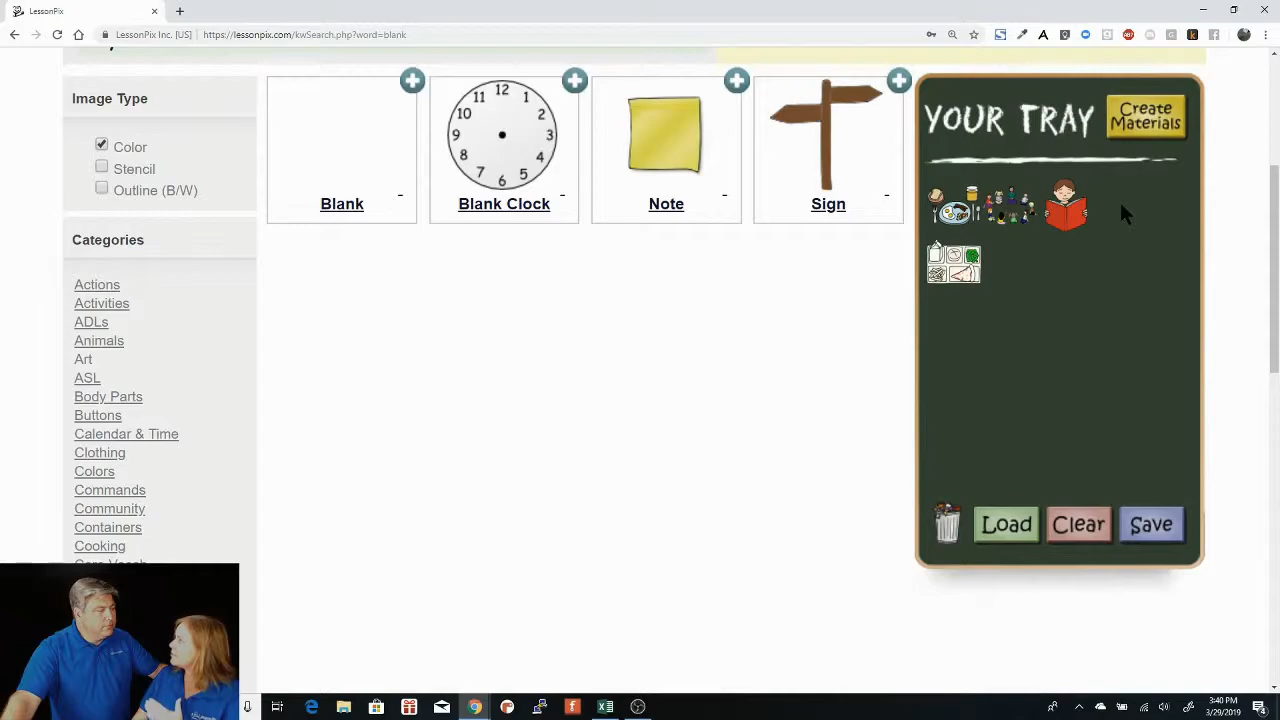 LessonPix
LessonPix Inc. [US] | https://lessonpix.com/kwSearch.php?word=blank
Image Type
Color
Stencil
Outline (B/W)
Categories
Actions
Activities
ADLs
Animals
Art
ASL
Body Parts
Buttons
Calendar & Time
Clothing
Colors
Commands
Community
Containers
Cooking
Blank
12
11 1
10 2
9 3
8 4
7 5
6
Blank Clock
Note
Sign
YOUR TRAY
Create
Materials
Load
Clear
Save
3:40 PM
3/29/2019